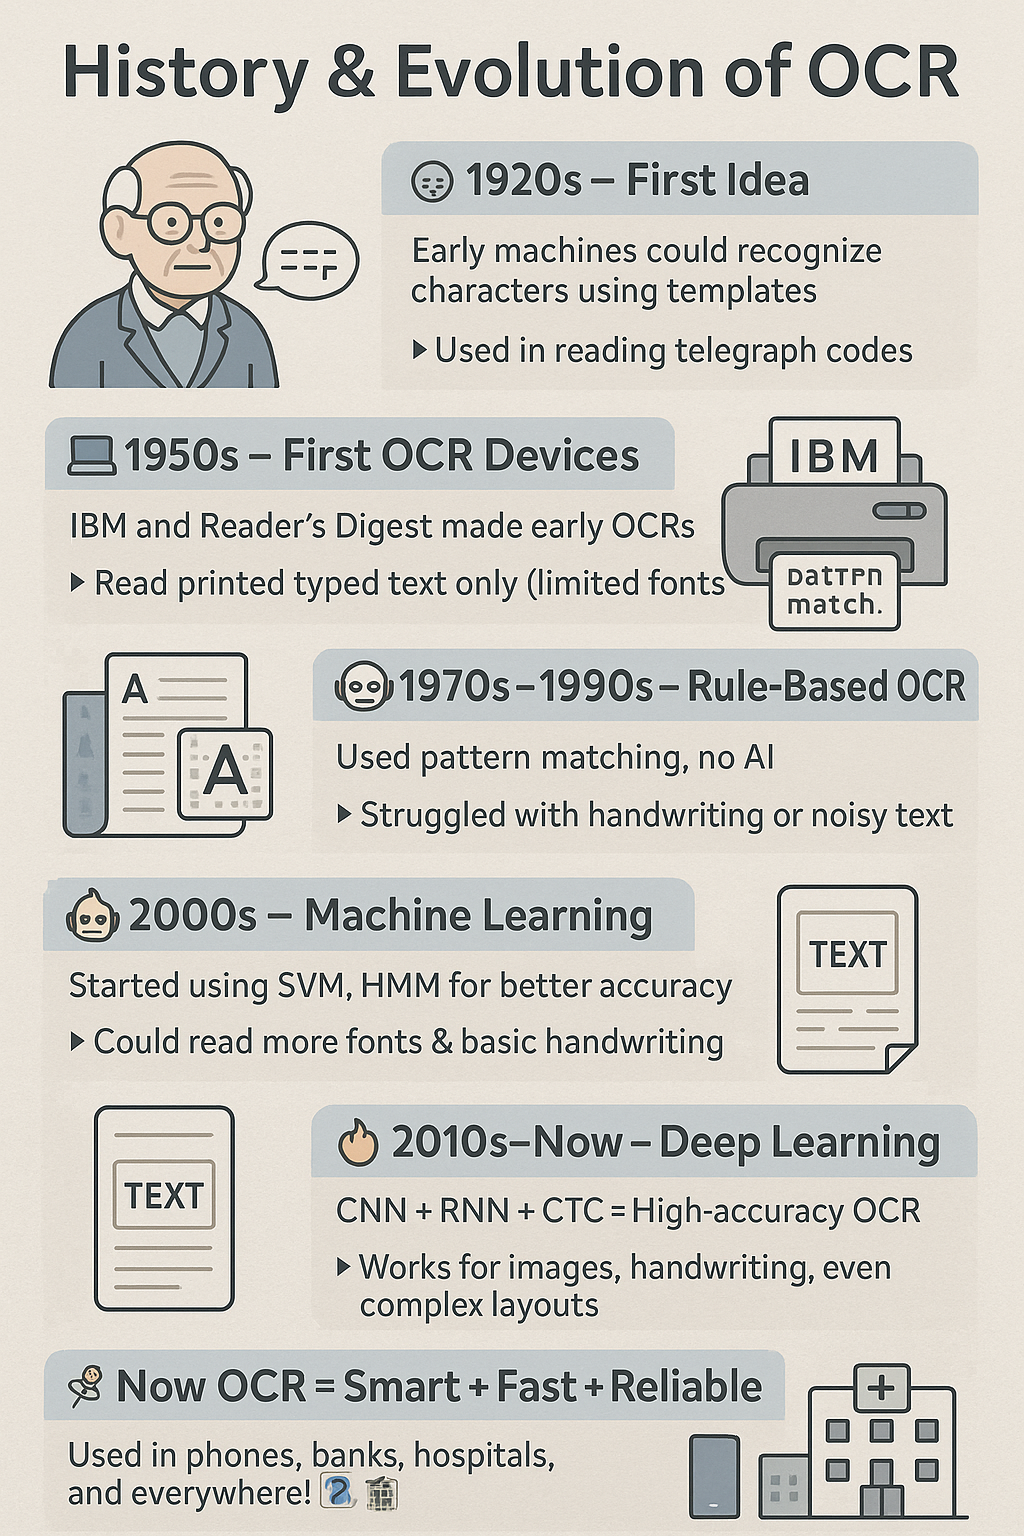 History & Evolution of OCR
1920s – First Idea
Early machines could recognize
characters using templates
▸ Used in reading telegraph codes
1950s – First OCR Devices
IBM and Reader's Digest made early OCRs
▸ Read printed typed text only (limited fonts
IBM
match.
A
A
1970s – 1990s – Rule-Based OCR
Used pattern matching, no AI
▸ Struggled with handwriting or noisy text
2000s – Machine Learning
Started using SVM, HMM for better accuracy
▸ Could read more fonts & basic handwriting
TEXT
TEXT
2010s–Now – Deep Learning
CNN + RNN + CTC = High-accuracy OCR
▸ Works for images, handwriting, even
complex layouts
Now OCR = Smart + Fast + Reliable
Used in phones, banks, hospitals,
and everywhere!